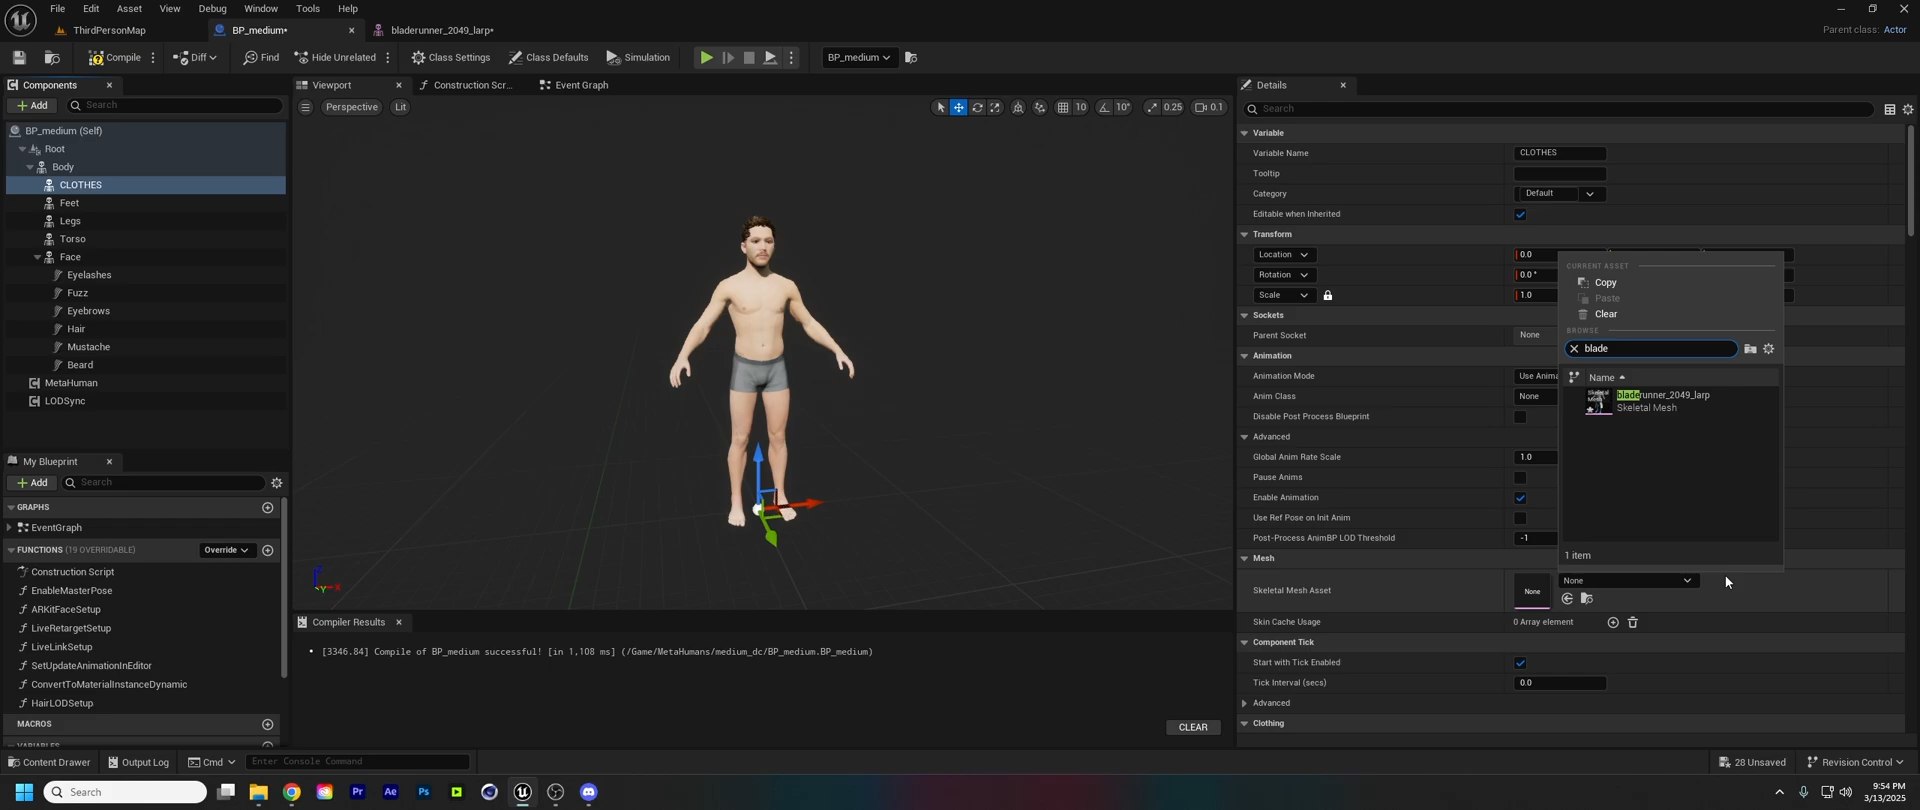 File Edit Asset View Debug Window Tools Help
ThirdPersonMap
BP_medium*
bladerunner_2049_larp*
Parent class: Actor
Compile
Diff
Find
Hide Unrelated
Class Settings
Class Defaults
Simulation
BP_medium
Components
Add
Search
BP_medium (Self)
Root
Body
CLOTHES
Feet
Legs
Torso
Face
Eyelashes
Fuzz
Eyebrows
Hair
Mustache
Beard
MetaHuman
LODSync
My Blueprint
Add
Search
GRAPHS
EventGraph
FUNCTIONS (19 OVERRIDABLE)
Override
Construction Script
EnableMasterPose
ARKitFaceSetup
LiveRetargetSetup
LiveLinkSetup
SetUpdateAnimationInEditor
ConvertToMaterialInstanceDynamic
HairLODSetup
MACROS
VARIABLES
Viewport
Construction Scr...
Event Graph
Perspective
Lit
10
10°
0.25
0.1
Z
Y
X
Compiler Results
[3346.84] Compile of BP_medium successful! [in 1,108 ms] (/Game/MetaHumans/medium_dc/BP_medium.BP_medium)
CLEAR
Details
Search
Variable
Variable Name CLOTHES
Tooltip
Category Default
Editable when Inherited
Transform
Location 0.0
Rotation 0.0 °
Scale 1.0
Sockets
Parent Socket None
Animation
Animation Mode Use Anima
Anim Class None
Disable Post Process Blueprint
Advanced
Global Anim Rate Scale 1.0
Pause Anims
Enable Animation
Use Ref Pose on Init Anim
Post-Process AnimBP LOD Threshold -1
Mesh
Skeletal Mesh Asset None None
Skin Cache Usage 0 Array element
Component Tick
Start with Tick Enabled
Tick Interval (secs) 0.0
Advanced
Clothing
CURRENT ASSET
Copy
Paste
Clear
BROWSE
blade
Name
bladerunner_2049_larp
Skeletal Mesh
1 item
Content Drawer
Output Log
Cmd
Enter Console Command
28 Unsaved
Revision Control
Search
Pr
Ae
Ps
9:54 PM
3/13/2025